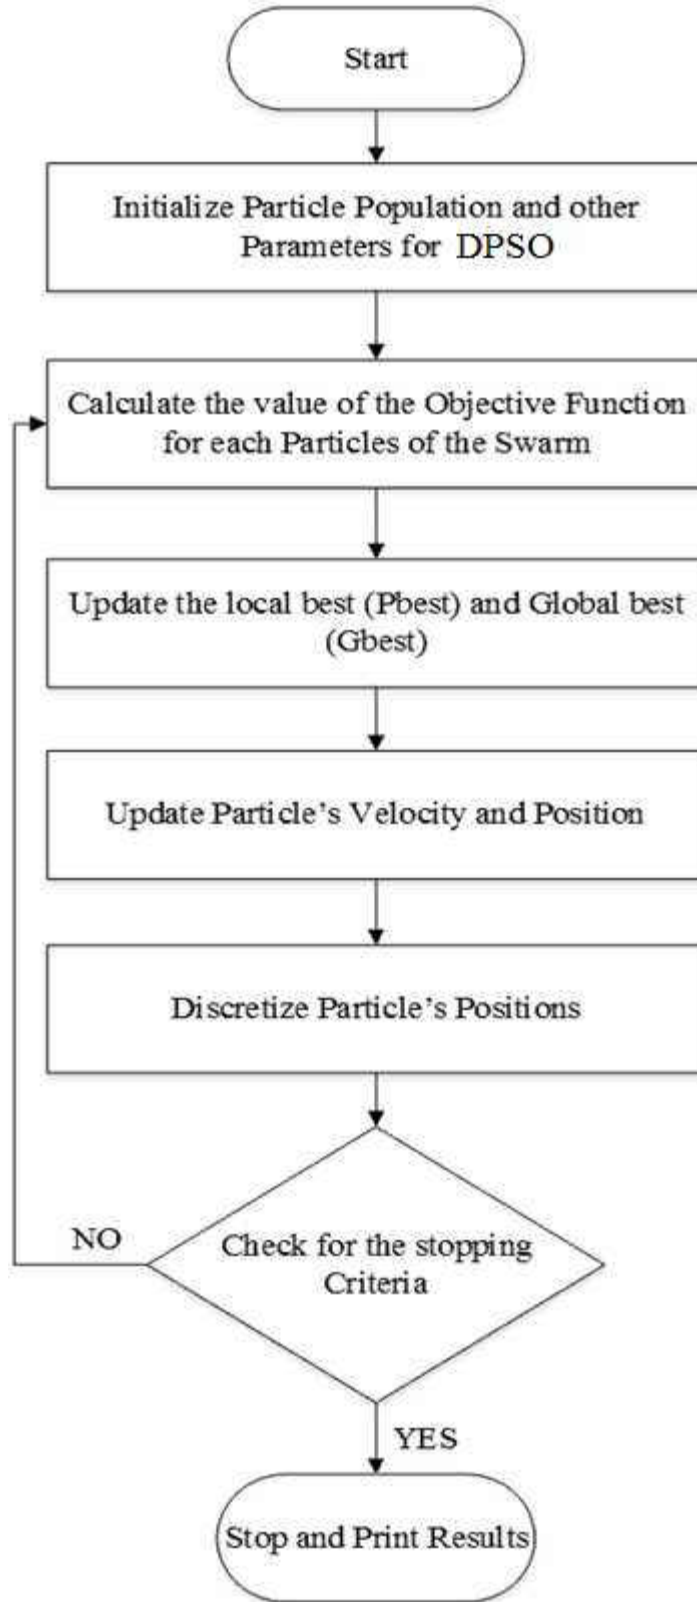 Start
Initialize Particle Population and other
Parameters for DPSO
Calculate the value of the Objective Function
for each Particles of the Swarm
Update the local best (Pbest) and Global best
(Gbest)
Update Particle's Velocity and Position
Discretize Particle's Positions
NO
Check for the stopping
Criteria
YES
Stop and Print Results